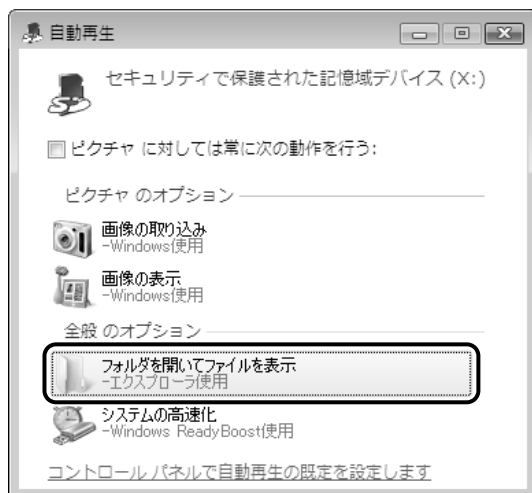 自動再生
セキュリティで保護された記憶域デバイス (X:)
ピクチャ に対しては常に次の動作を行う:
ピクチャ のオプション
画像の取り込み
-Windows使用
画像の表示
-Windows使用
全般 のオプション
フォルダを開いてファイルを表示
-エクスプローラ使用
システムの高速化
-Windows ReadyBoost使用
コントロール パネルで自動再生の既定を設定します